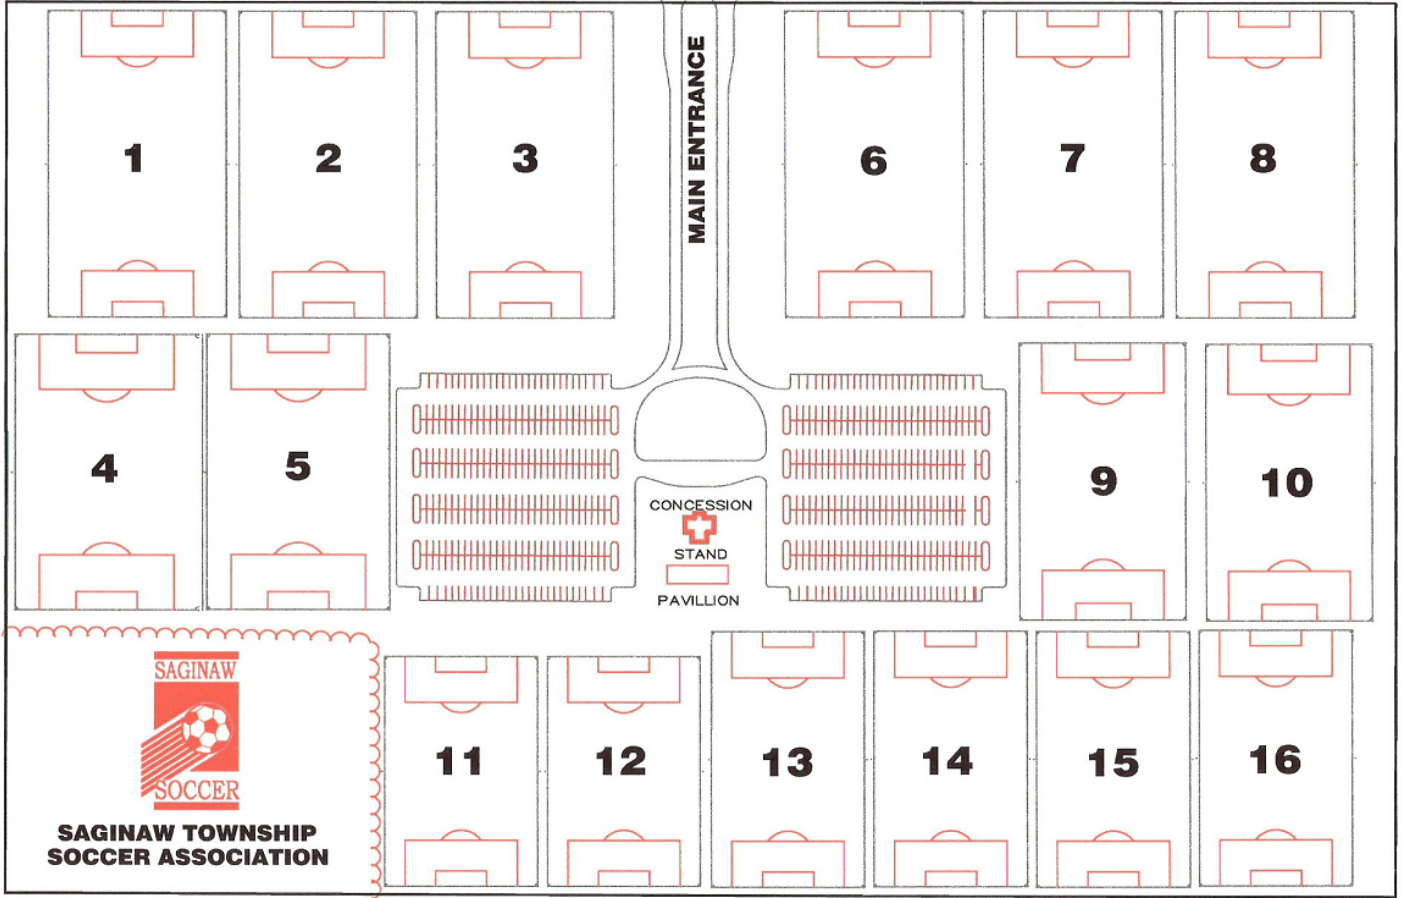 1
2
3
MAIN ENTRANCE
6
7
8
4
5
9
10
CONCESSION
STAND
PAVILLION
SAGINAW
SOCCER
SAGINAW TOWNSHIP
SOCCER ASSOCIATION
11
12
13
14
15
16